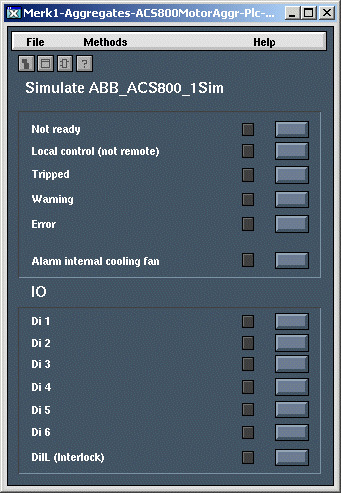 Merk1-Aggregates-ACS800MotorAggr-Plc-...
File Methods Help
?
Simulate ABB_ACS800_1Sim
Not ready
Local control (not remote)
Tripped
Warning
Error
Alarm internal cooling fan
IO
Di 1
Di 2
Di 3
Di 4
Di 5
Di 6
DiIL (Interlock)